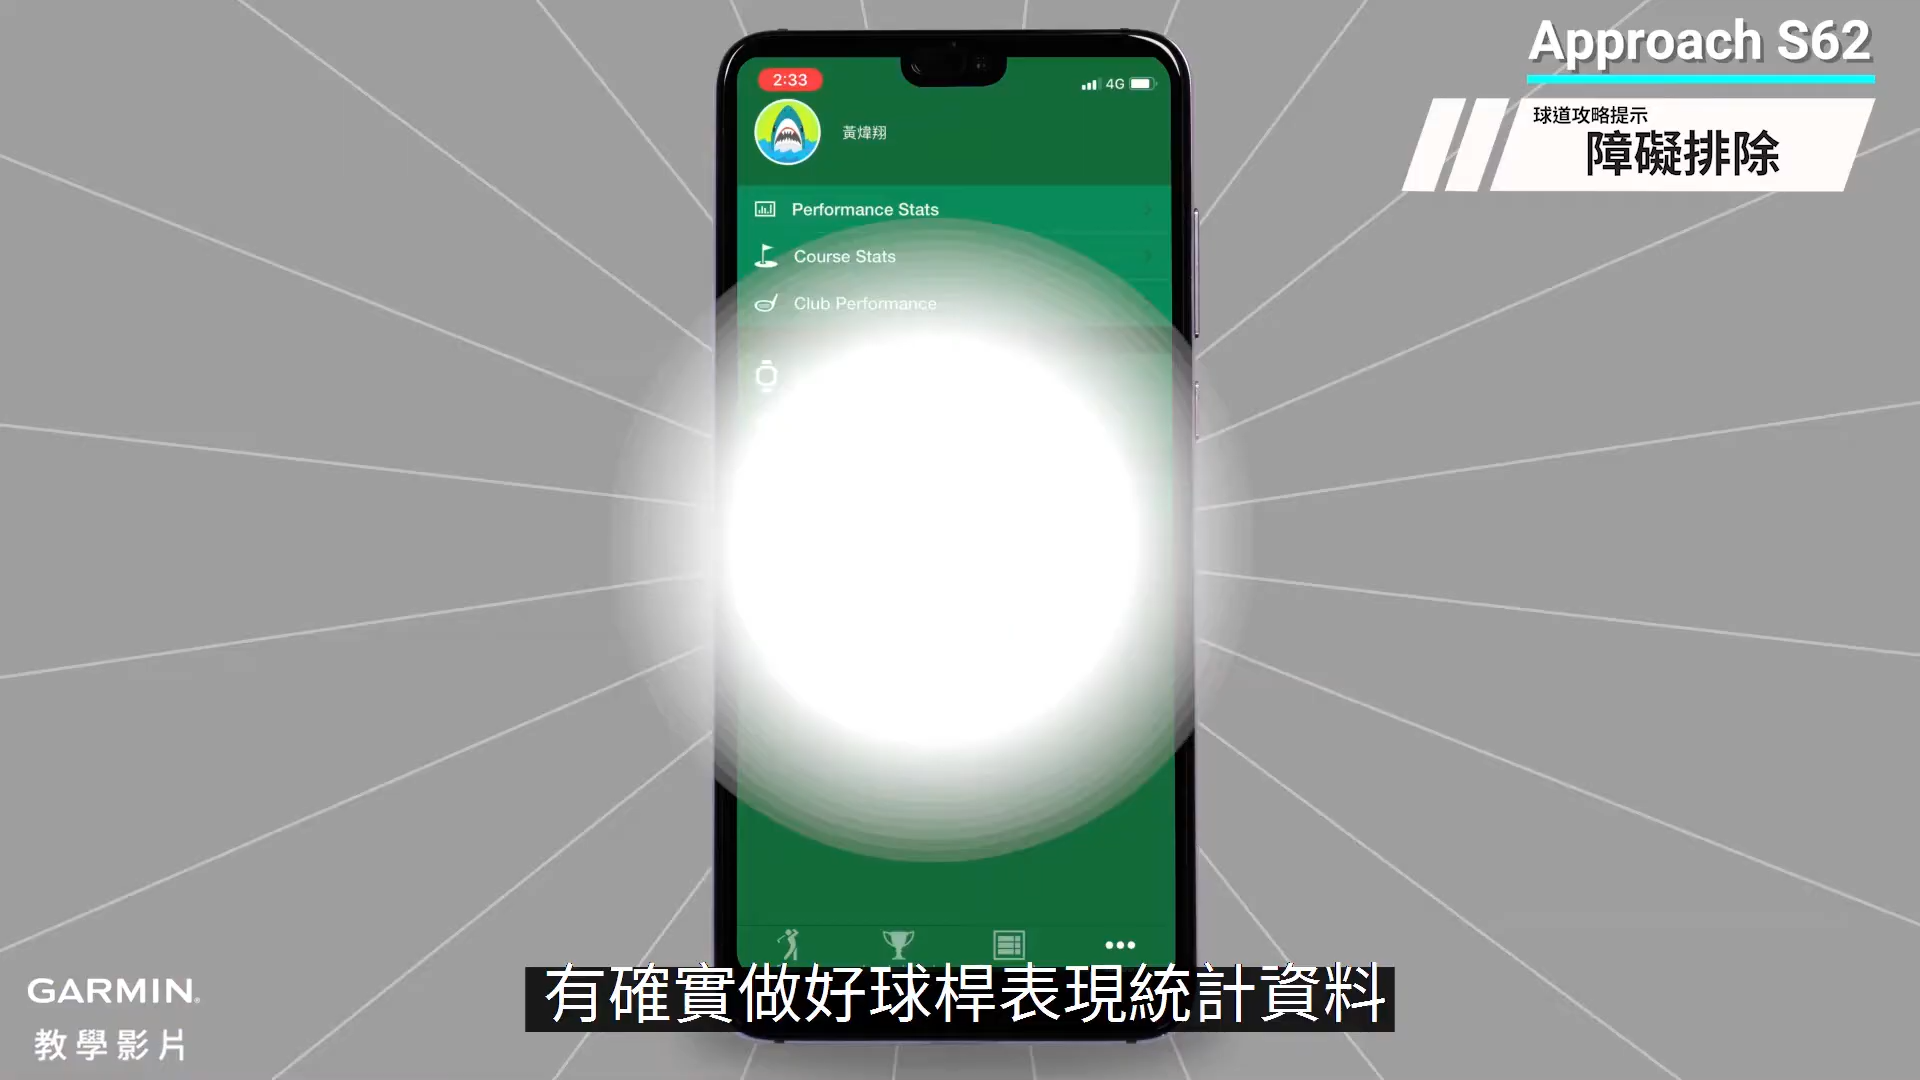 Approach S62
球道攻略提示
障礙排除
2:33
4G
黃煒翔
Performance Stats
Course Stats
Club Performance
有確實做好球桿表現統計資料
GARMIN
教學影片